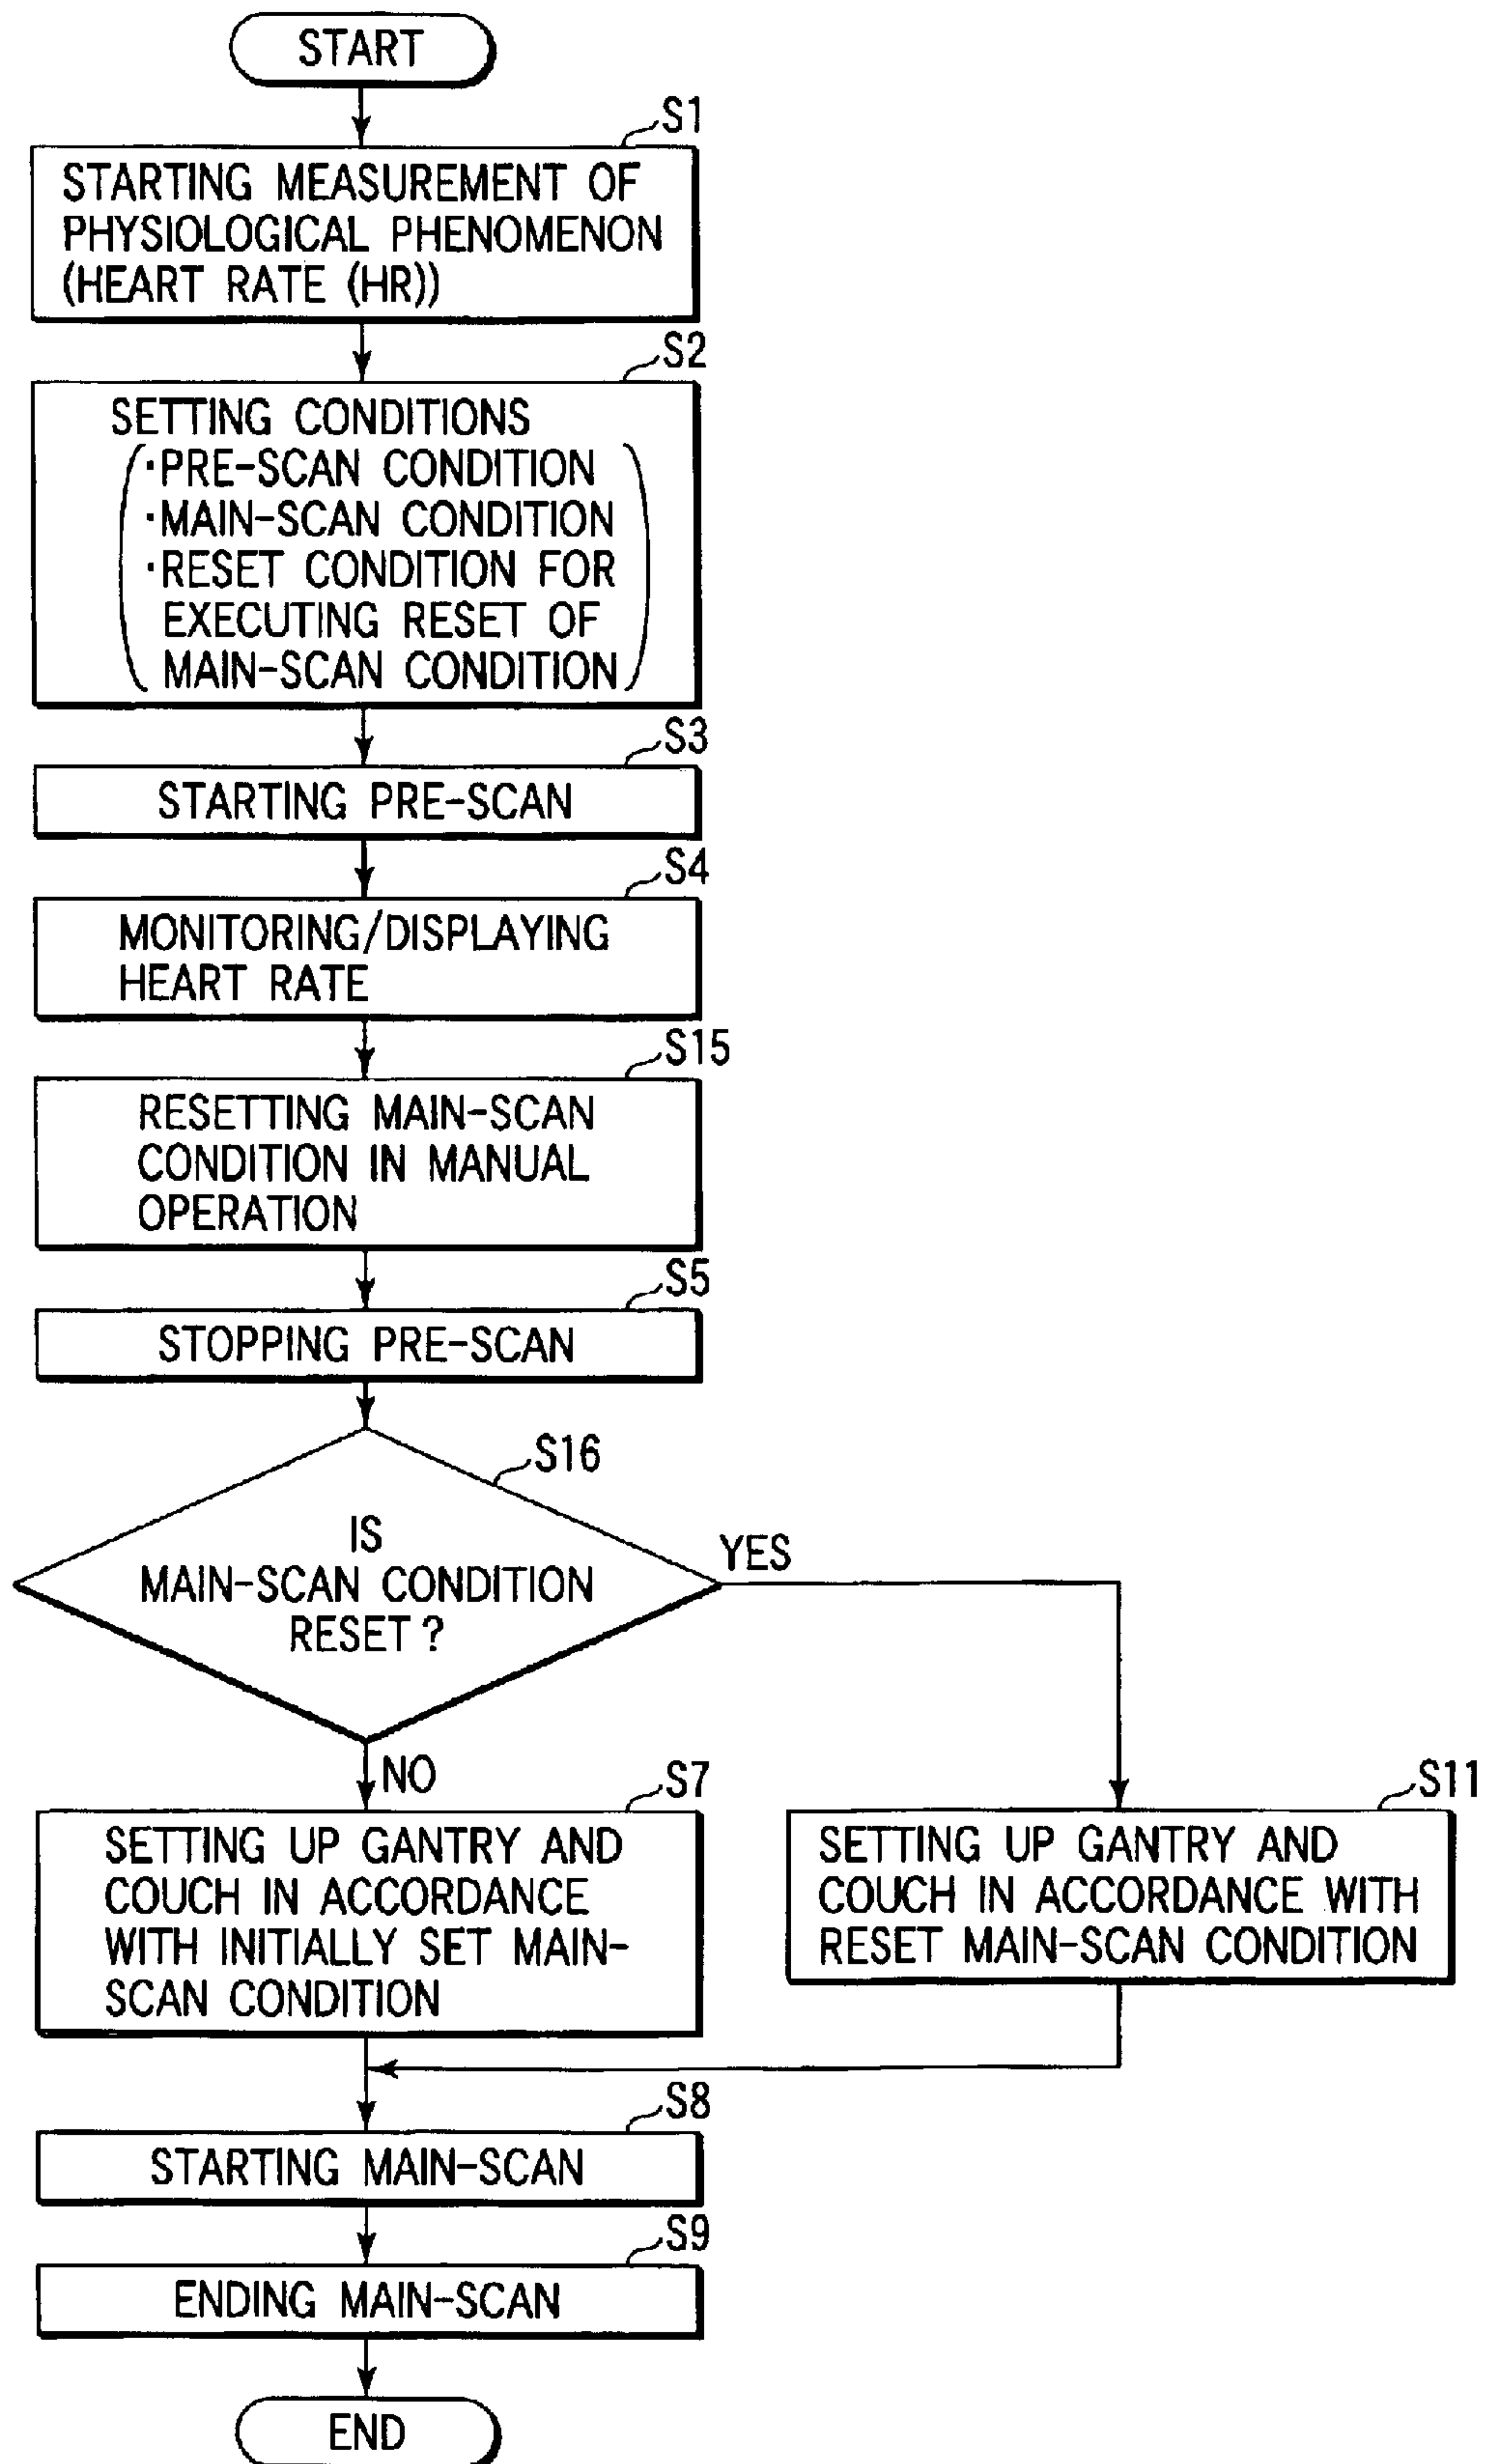 START
S1
STARTING MEASUREMENT OF
PHYSIOLOGICAL PHENOMENON
(HEART RATE (HR))
S2
SETTING CONDITIONS
·PRE-SCAN CONDITION
·MAIN-SCAN CONDITION
·RESET CONDITION FOR
EXECUTING RESET OF
MAIN-SCAN CONDITION
S3
STARTING PRE-SCAN
S4
MONITORING/DISPLAYING
HEART RATE
S15
RESETTING MAIN-SCAN
CONDITION IN MANUAL
OPERATION
S5
STOPPING PRE-SCAN
S16
IS
MAIN-SCAN CONDITION
RESET?
YES
NO
S7
SETTING UP GANTRY AND
COUCH IN ACCORDANCE
WITH INITIALLY SET MAIN-
SCAN CONDITION
S11
SETTING UP GANTRY AND
COUCH IN ACCORDANCE WITH
RESET MAIN-SCAN CONDITION
S8
STARTING MAIN-SCAN
S9
ENDING MAIN-SCAN
END